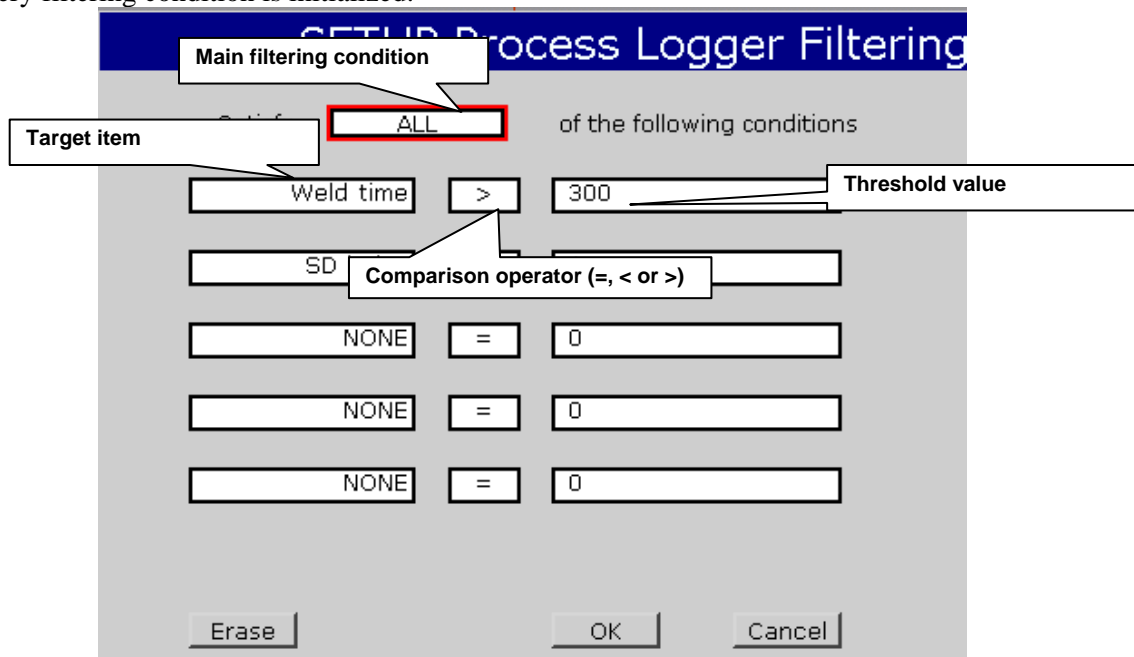 filtering condition is initialized.
SETUP Process Logger Filtering
Main filtering condition
ALL
of the following conditions
Target item
Weld time
>
300
Threshold value
SD
Comparison operator (=, < or >)
NONE
=
0
NONE
=
0
NONE
=
0
Erase
OK
Cancel